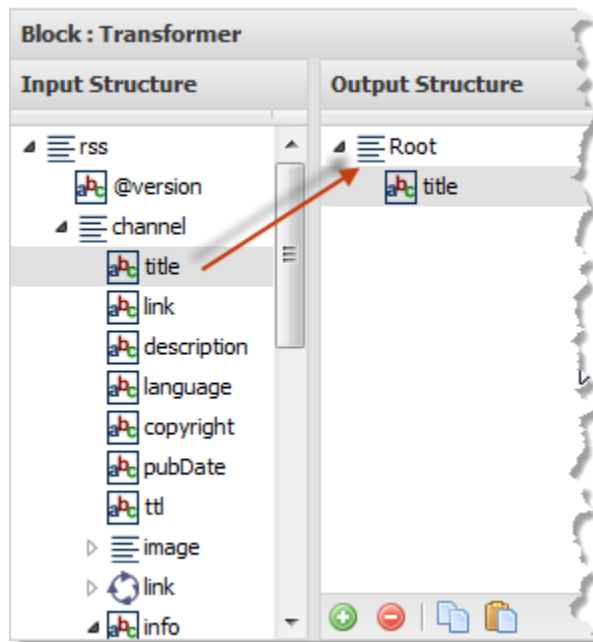 Block : Transformer
Input Structure
Output Structure
rss
@version
channel
title
link
description
language
copyright
pubDate
ttl
image
link
info
Root
title